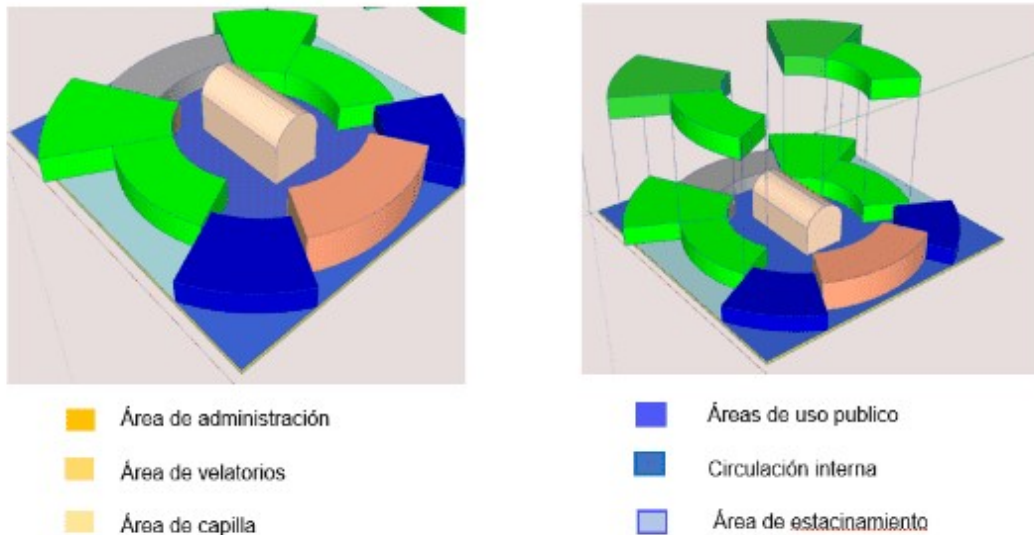 Área de administración
Área de velatorios
Área de capilla
Áreas de uso publico
Circulación interna
Área de estacinamiento